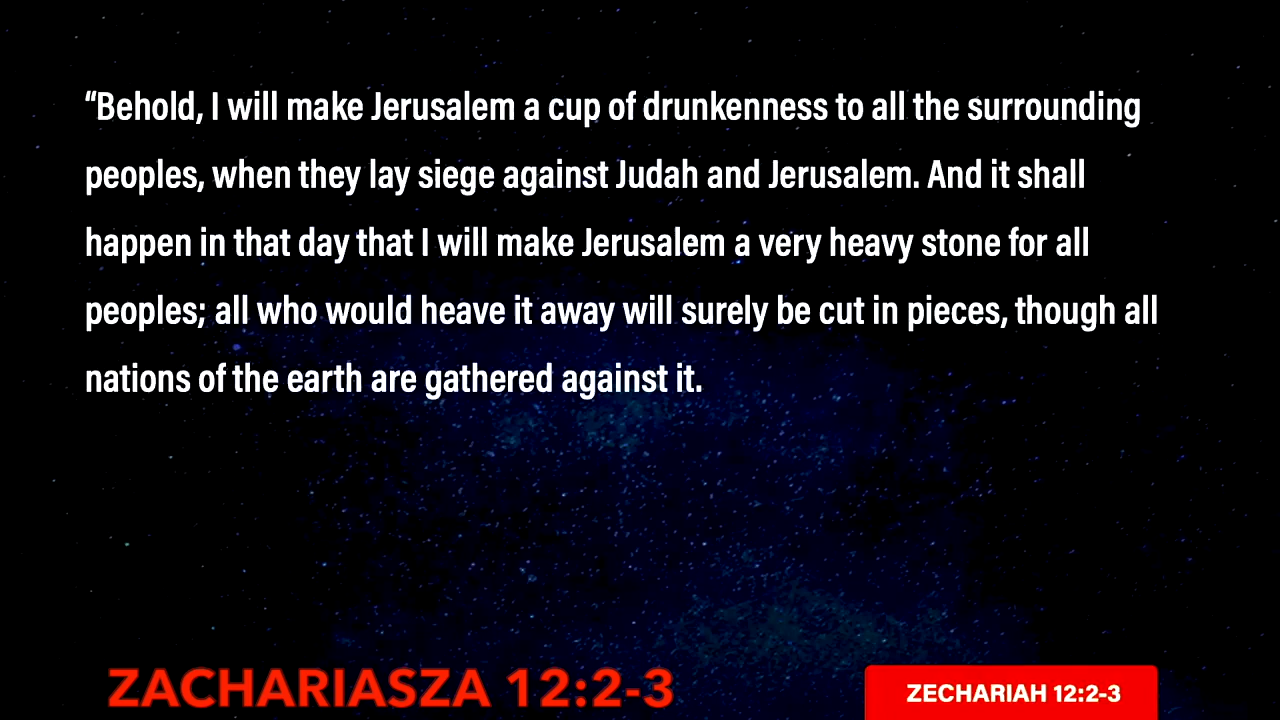 “Behold, I will make Jerusalem a cup of drunkenness to all the surrounding
peoples, when they lay siege against Judah and Jerusalem. And it shall
happen in that day that I will make Jerusalem a very heavy stone for all
peoples; all who would heave it away will surely be cut in pieces, though all
nations of the earth are gathered against it.
ZACHARIASZA 12:2-3
ZECHARIAH 12:2-3